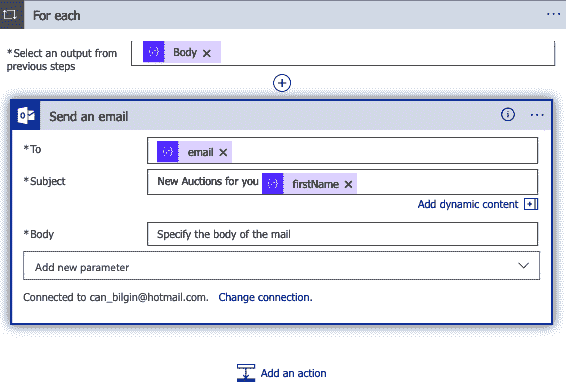 For each
*Select an output from
previous steps
Body
Send an email
*To
email
*Subject
New Auctions for you firstName
Add dynamic content
*Body
Specify the body of the mail
Add new parameter
Connected to can_bilgin@hotmail.com. Change connection.
Add an action